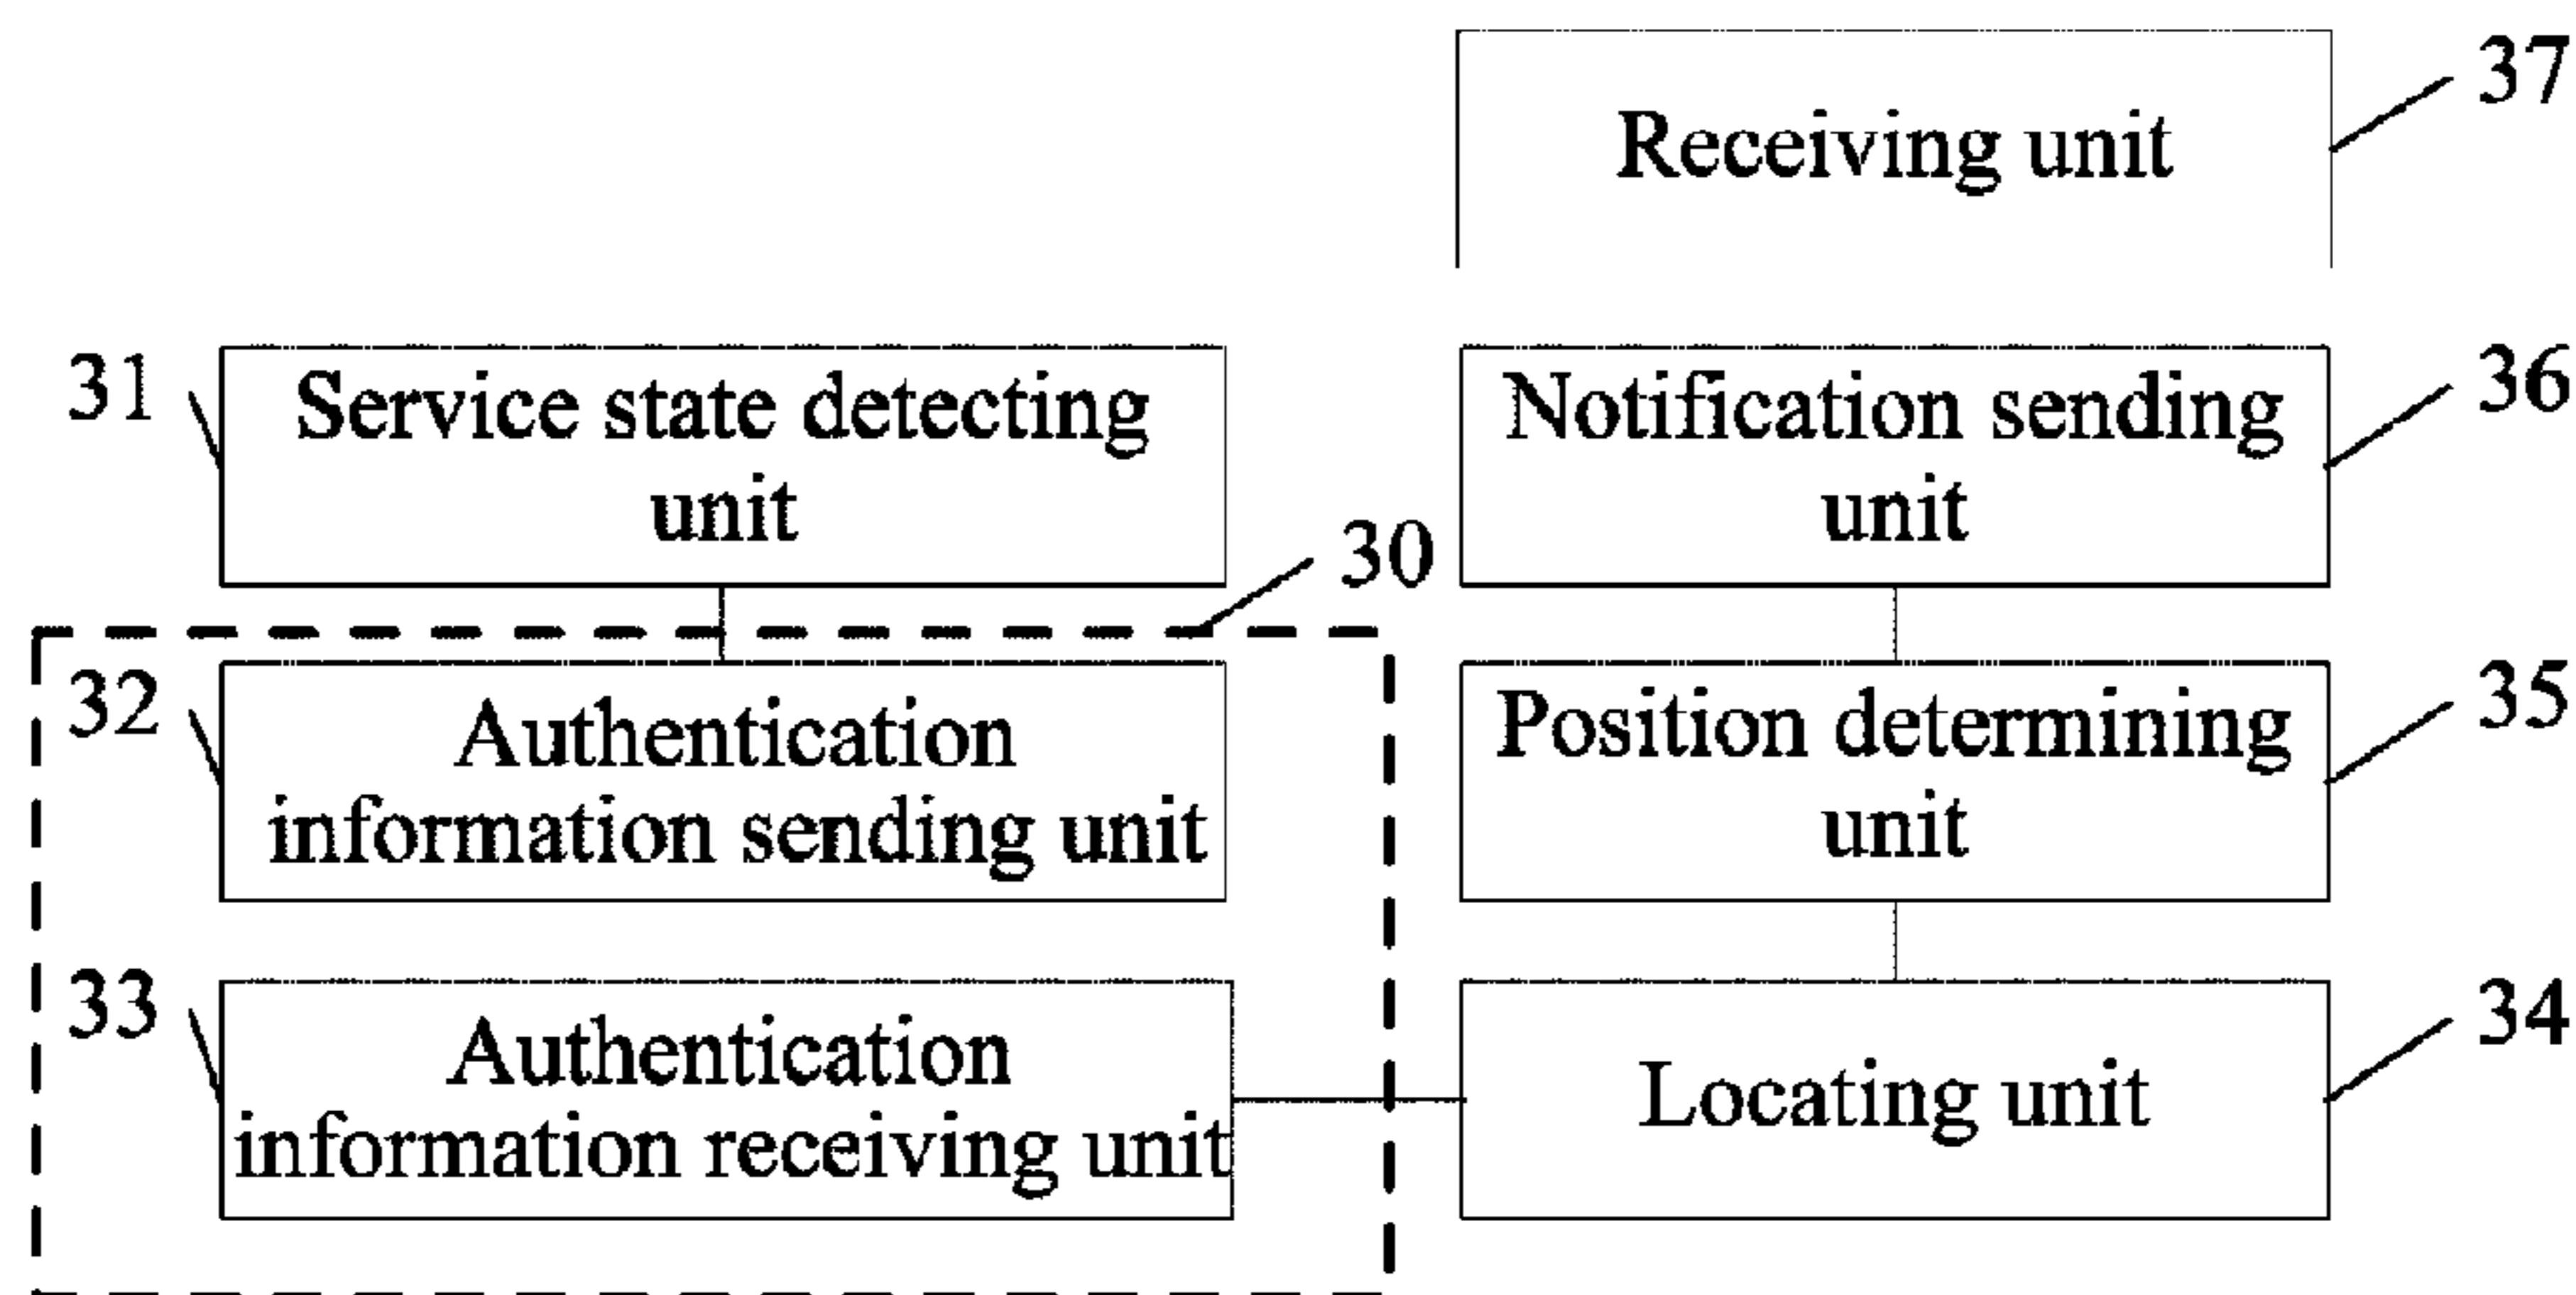 Receiving unit
37
31
Service state detecting
unit
Notification sending
unit
36
30
32
Authentication
information sending unit
Position determining
unit
35
33
Authentication
information receiving unit
Locating unit
34